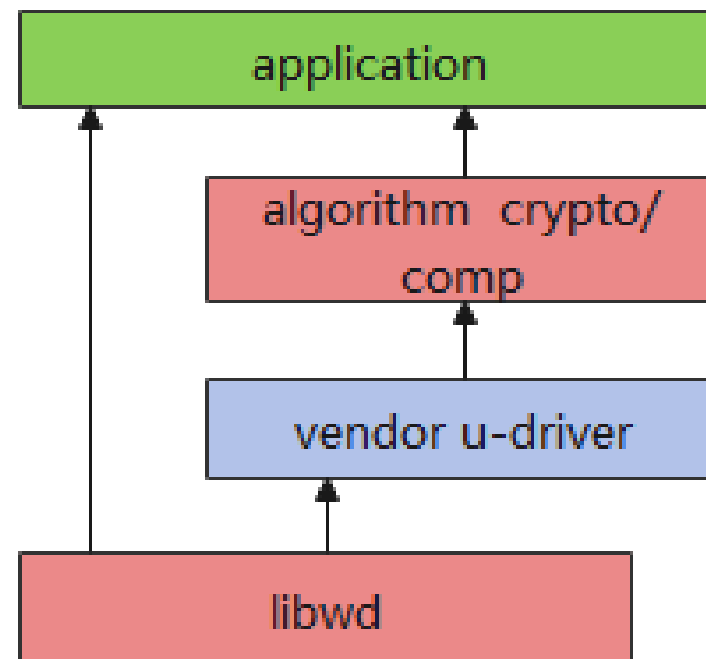 application
algorithm crypto/
comp
vendor u-driver
libwd